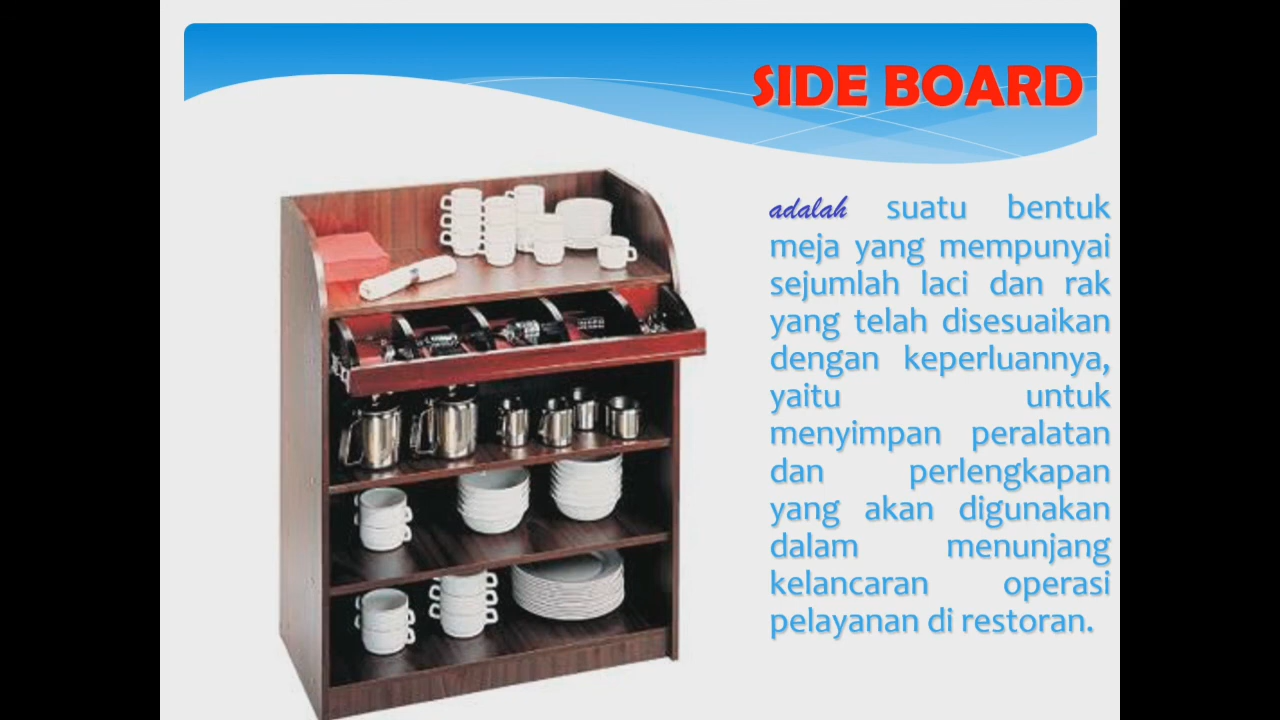 SIDE BOARD
adalah suatu bentuk
meja yang mempunyai
sejumlah laci dan rak
yang telah disesuaikan
dengan keperluannya,
yaitu untuk
menyimpan peralatan
dan perlengkapan
yang akan digunakan
dalam menunjang
kelancaran operasi
pelayanan di restoran.